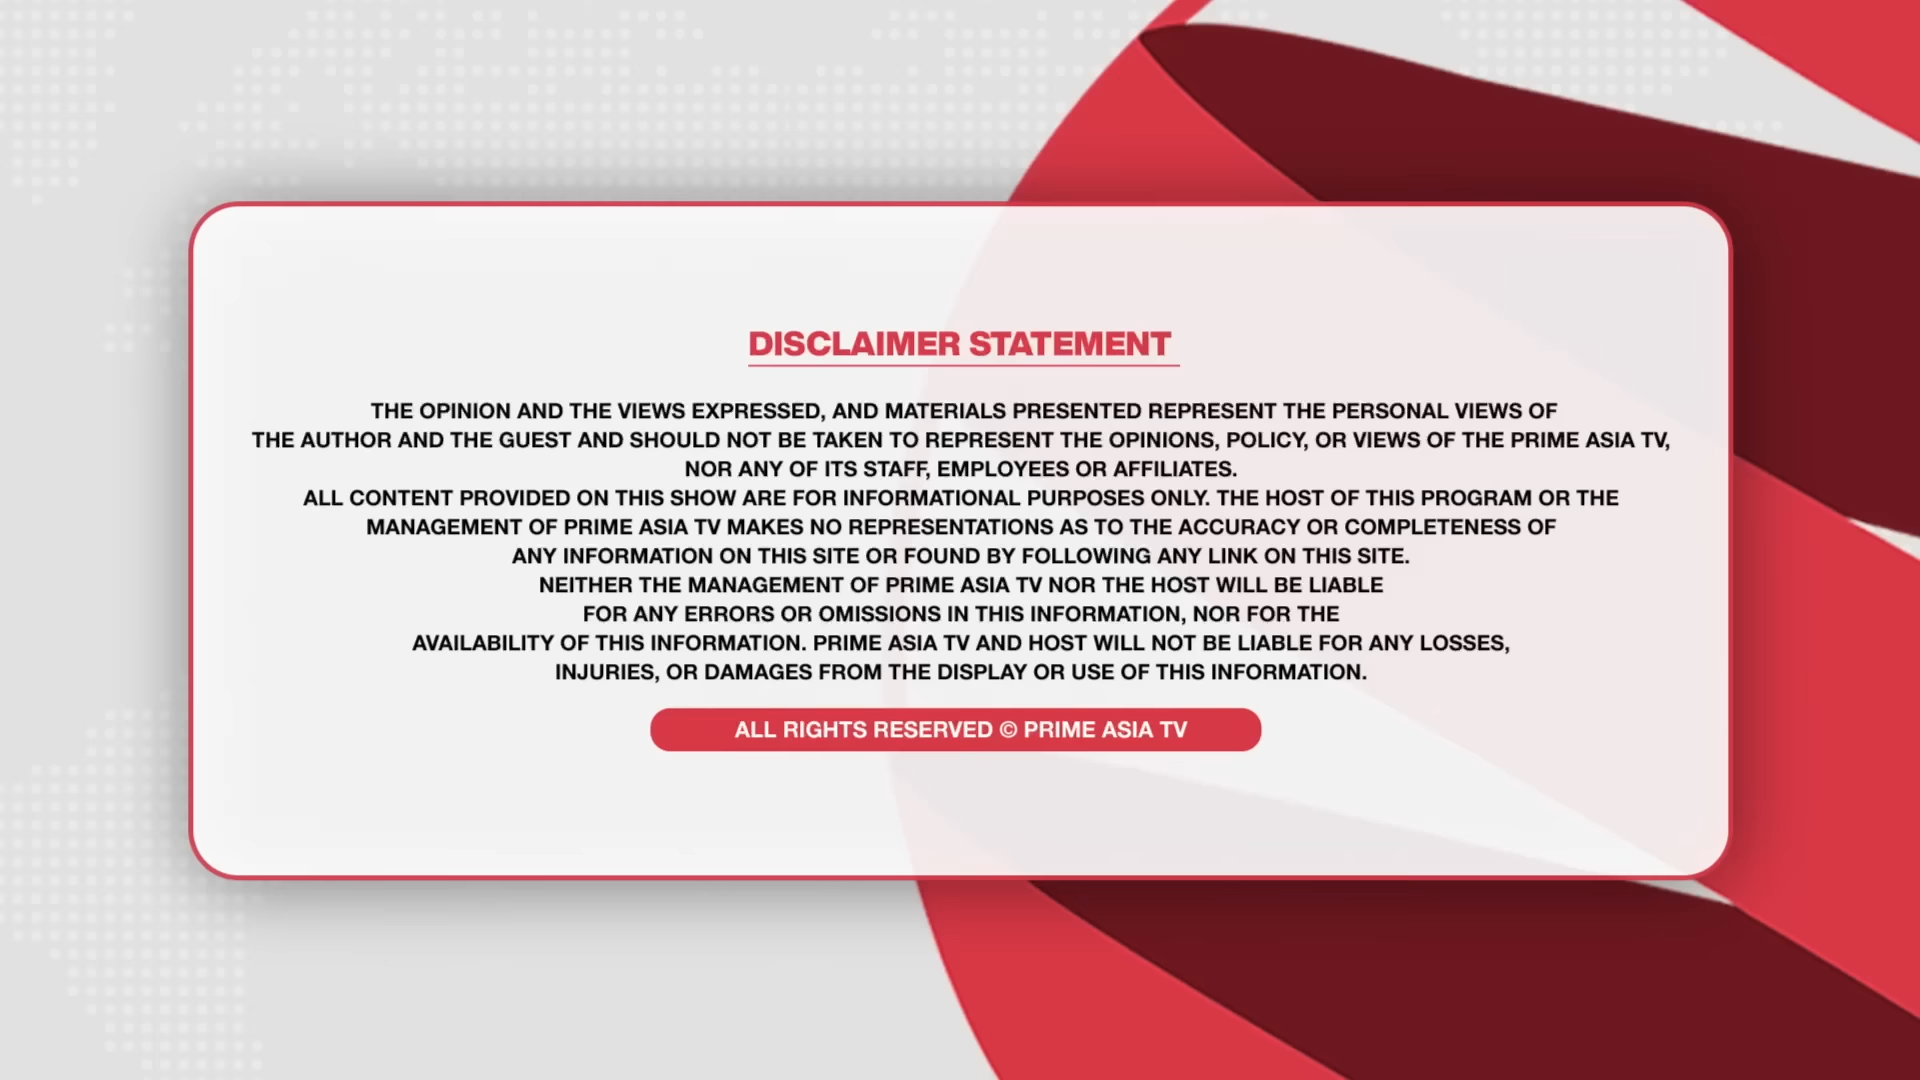 DISCLAIMER STATEMENT
THE OPINION AND THE VIEWS EXPRESSED, AND MATERIALS PRESENTED REPRESENT THE PERSONAL VIEWS OF
THE AUTHOR AND THE GUEST AND SHOULD NOT BE TAKEN TO REPRESENT THE OPINIONS, POLICY, OR VIEWS OF THE PRIME ASIA TV,
NOR ANY OF ITS STAFF, EMPLOYEES OR AFFILIATES.
ALL CONTENT PROVIDED ON THIS SHOW ARE FOR INFORMATIONAL PURPOSES ONLY. THE HOST OF THIS PROGRAM OR THE
MANAGEMENT OF PRIME ASIA TV MAKES NO REPRESENTATIONS AS TO THE ACCURACY OR COMPLETENESS OF
ANY INFORMATION ON THIS SITE OR FOUND BY FOLLOWING ANY LINK ON THIS SITE.
NEITHER THE MANAGEMENT OF PRIME ASIA TV NOR THE HOST WILL BE LIABLE
FOR ANY ERRORS OR OMISSIONS IN THIS INFORMATION, NOR FOR THE
AVAILABILITY OF THIS INFORMATION. PRIME ASIA TV AND HOST WILL NOT BE LIABLE FOR ANY LOSSES,
INJURIES, OR DAMAGES FROM THE DISPLAY OR USE OF THIS INFORMATION.
ALL RIGHTS RESERVED © PRIME ASIA TV